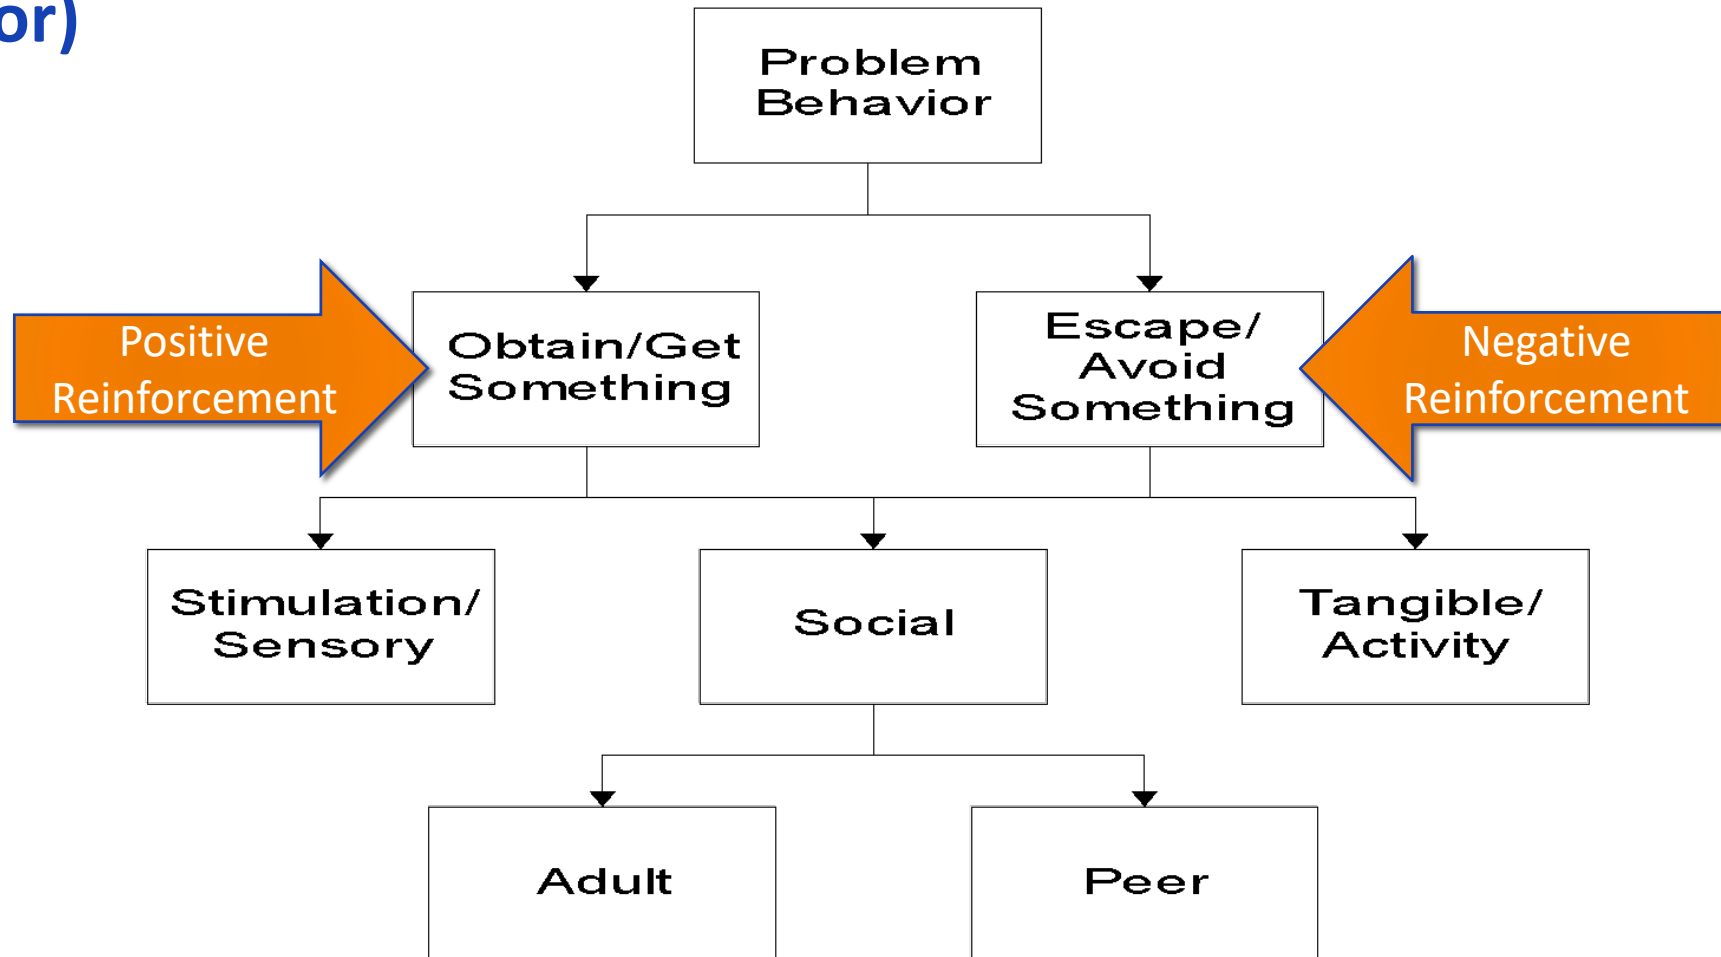 or)
Problem
Behavior
Positive
Reinforcement
Obtain/Get
Something
Escape/
Avoid
Something
Negative
Reinforcement
Stimulation/
Sensory
Social
Tangible/
Activity
Adult
Peer